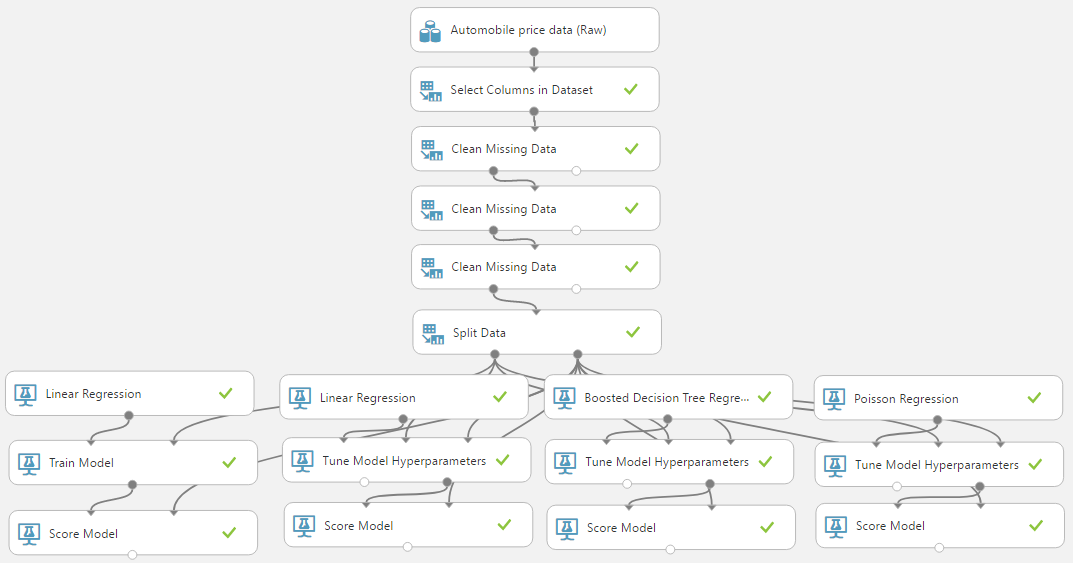 Automobile price data (Raw)
Select Columns in Dataset
Clean Missing Data
Clean Missing Data
Clean Missing Data
Split Data
Linear Regression
Linear Regression
Boosted Decision Tree Regre...
Poisson Regression
Train Model
Tune Model Hyperparameters
Tune Model Hyperparameters
Tune Model Hyperparameters
Score Model
Score Model
Score Model
Score Model